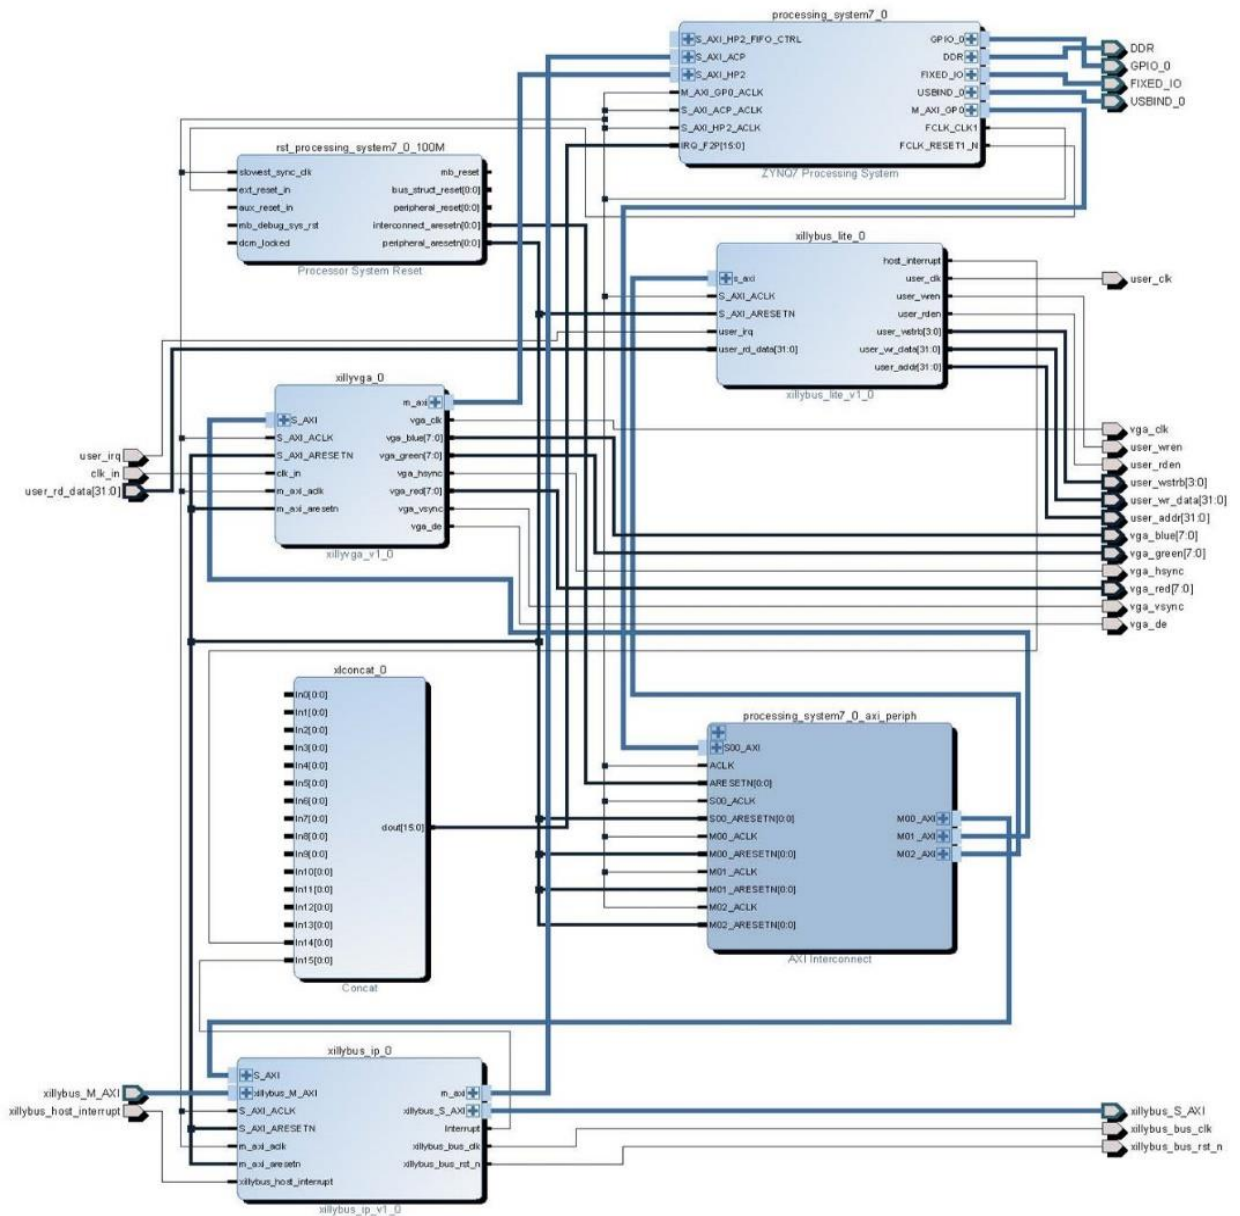 processing_system7_0
S_AXI_HP2_FIFO_CTRL
S_AXI_ACP
S_AXI_HP2
M_AXI_GP0_ACLK
S_AXI_ACP_ACLK
S_AXI_HP2_ACLK
IRQ_F2P[15:0]
GPIO_0
DDR
FIXED_IO
USBIND_0
M_AXI_GP0
FCLK_CLK1
FCLK_RESET1_N
ZYNQ7 Processing System
DDR
GPIO_0
FIXED_IO
USBIND_0
rst_processing_system7_0_100M
slowest_sync_clk
ext_reset_in
aux_reset_in
mb_debug_sys_rst
dcm_locked
mb_reset
bus_struct_reset[0:0]
peripheral_reset[0:0]
interconnect_aresetn[0:0]
peripheral_aresetn[0:0]
Processor System Reset
xillybus_lite_0
s_axi
S_AXI_ACLK
S_AXI_ARESETN
user_irq
user_rd_data[31:0]
host_interrupt
user_clk
user_wren
user_rden
user_wstrb[3:0]
user_wr_data[31:0]
user_addr[31:0]
xillybus_lite_v1_0
user_clk
xillyvga_0
S_AXI
S_AXI_ACLK
S_AXI_ARESETN
clk_in
m_axi_aclk
m_axi_aresetn
m_axi
vga_clk
vga_blue[7:0]
vga_green[7:0]
vga_hsync
vga_red[7:0]
vga_vsync
vga_de
xillyvga_v1_0
user_irq
clk_in
user_rd_data[31:0]
vga_clk
user_wren
user_rden
user_wstrb[3:0]
user_wr_data[31:0]
user_addr[31:0]
vga_blue[7:0]
vga_green[7:0]
vga_hsync
vga_red[7:0]
vga_vsync
vga_de
xlconcat_0
In0[0:0]
In1[0:0]
In2[0:0]
In3[0:0]
In4[0:0]
In5[0:0]
In6[0:0]
In7[0:0]
In8[0:0]
In9[0:0]
In10[0:0]
In11[0:0]
In12[0:0]
In13[0:0]
In14[0:0]
In15[0:0]
dout[15:0]
Concat
processing_system7_0_axi_periph
S00_AXI
ACLK
ARESETN[0:0]
S00_ACLK
S00_ARESETN[0:0]
M00_ACLK
M00_ARESETN[0:0]
M01_ACLK
M01_ARESETN[0:0]
M02_ACLK
M02_ARESETN[0:0]
M00_AXI
M01_AXI
M02_AXI
AXI Interconnect
xillybus_ip_0
S_AXI
xillybus_M_AXI
S_AXI_ACLK
S_AXI_ARESETN
m_axi_aclk
m_axi_aresetn
xillybus_host_interrupt
m_axi
xillybus_S_AXI
Interrupt
xillybus_bus_clk
xillybus_bus_rst_n
xillybus_ip_v1_0
xillybus_M_AXI
xillybus_host_interrupt
xillybus_S_AXI
xillybus_bus_clk
xillybus_bus_rst_n